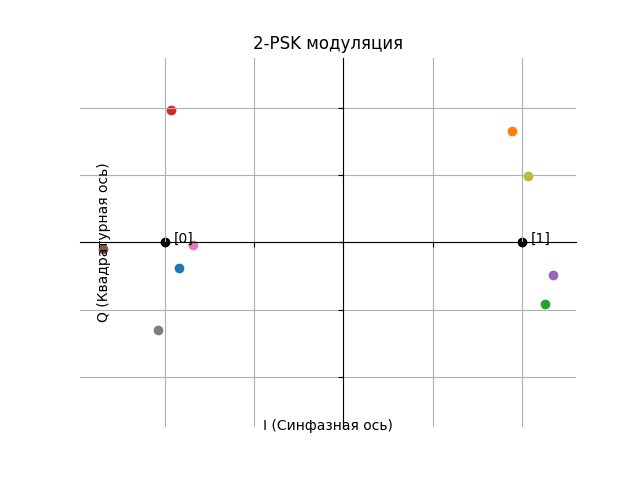 2-PSK модуляция
Q (Квадратурная ось)
[0]
[1]
I (Синфазная ось)